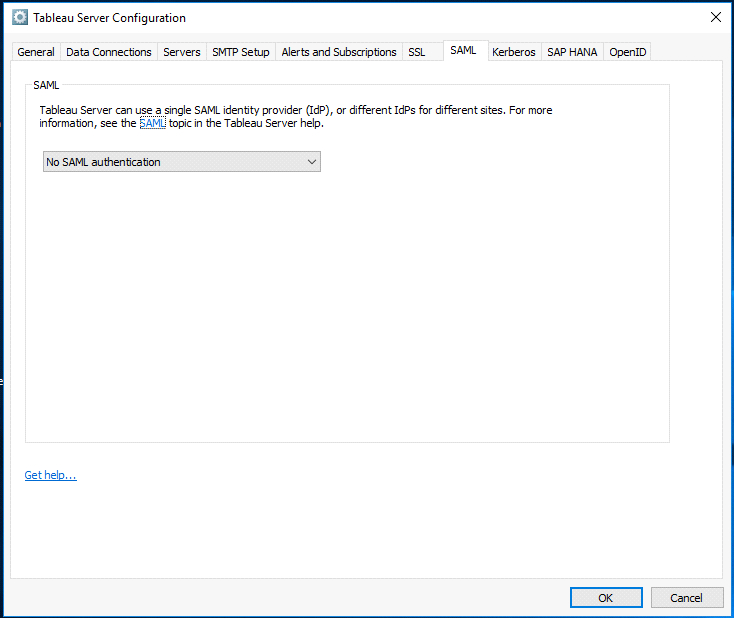 Tableau Server Configuration
General Data Connections Servers SMTP Setup Alerts and Subscriptions SSL SAML Kerberos SAP HANA OpenID
SAML
Tableau Server can use a single SAML identity provider (IdP), or different IdPs for different sites. For more
information, see the SAML topic in the Tableau Server help.
No SAML authentication
Get help...
OK Cancel